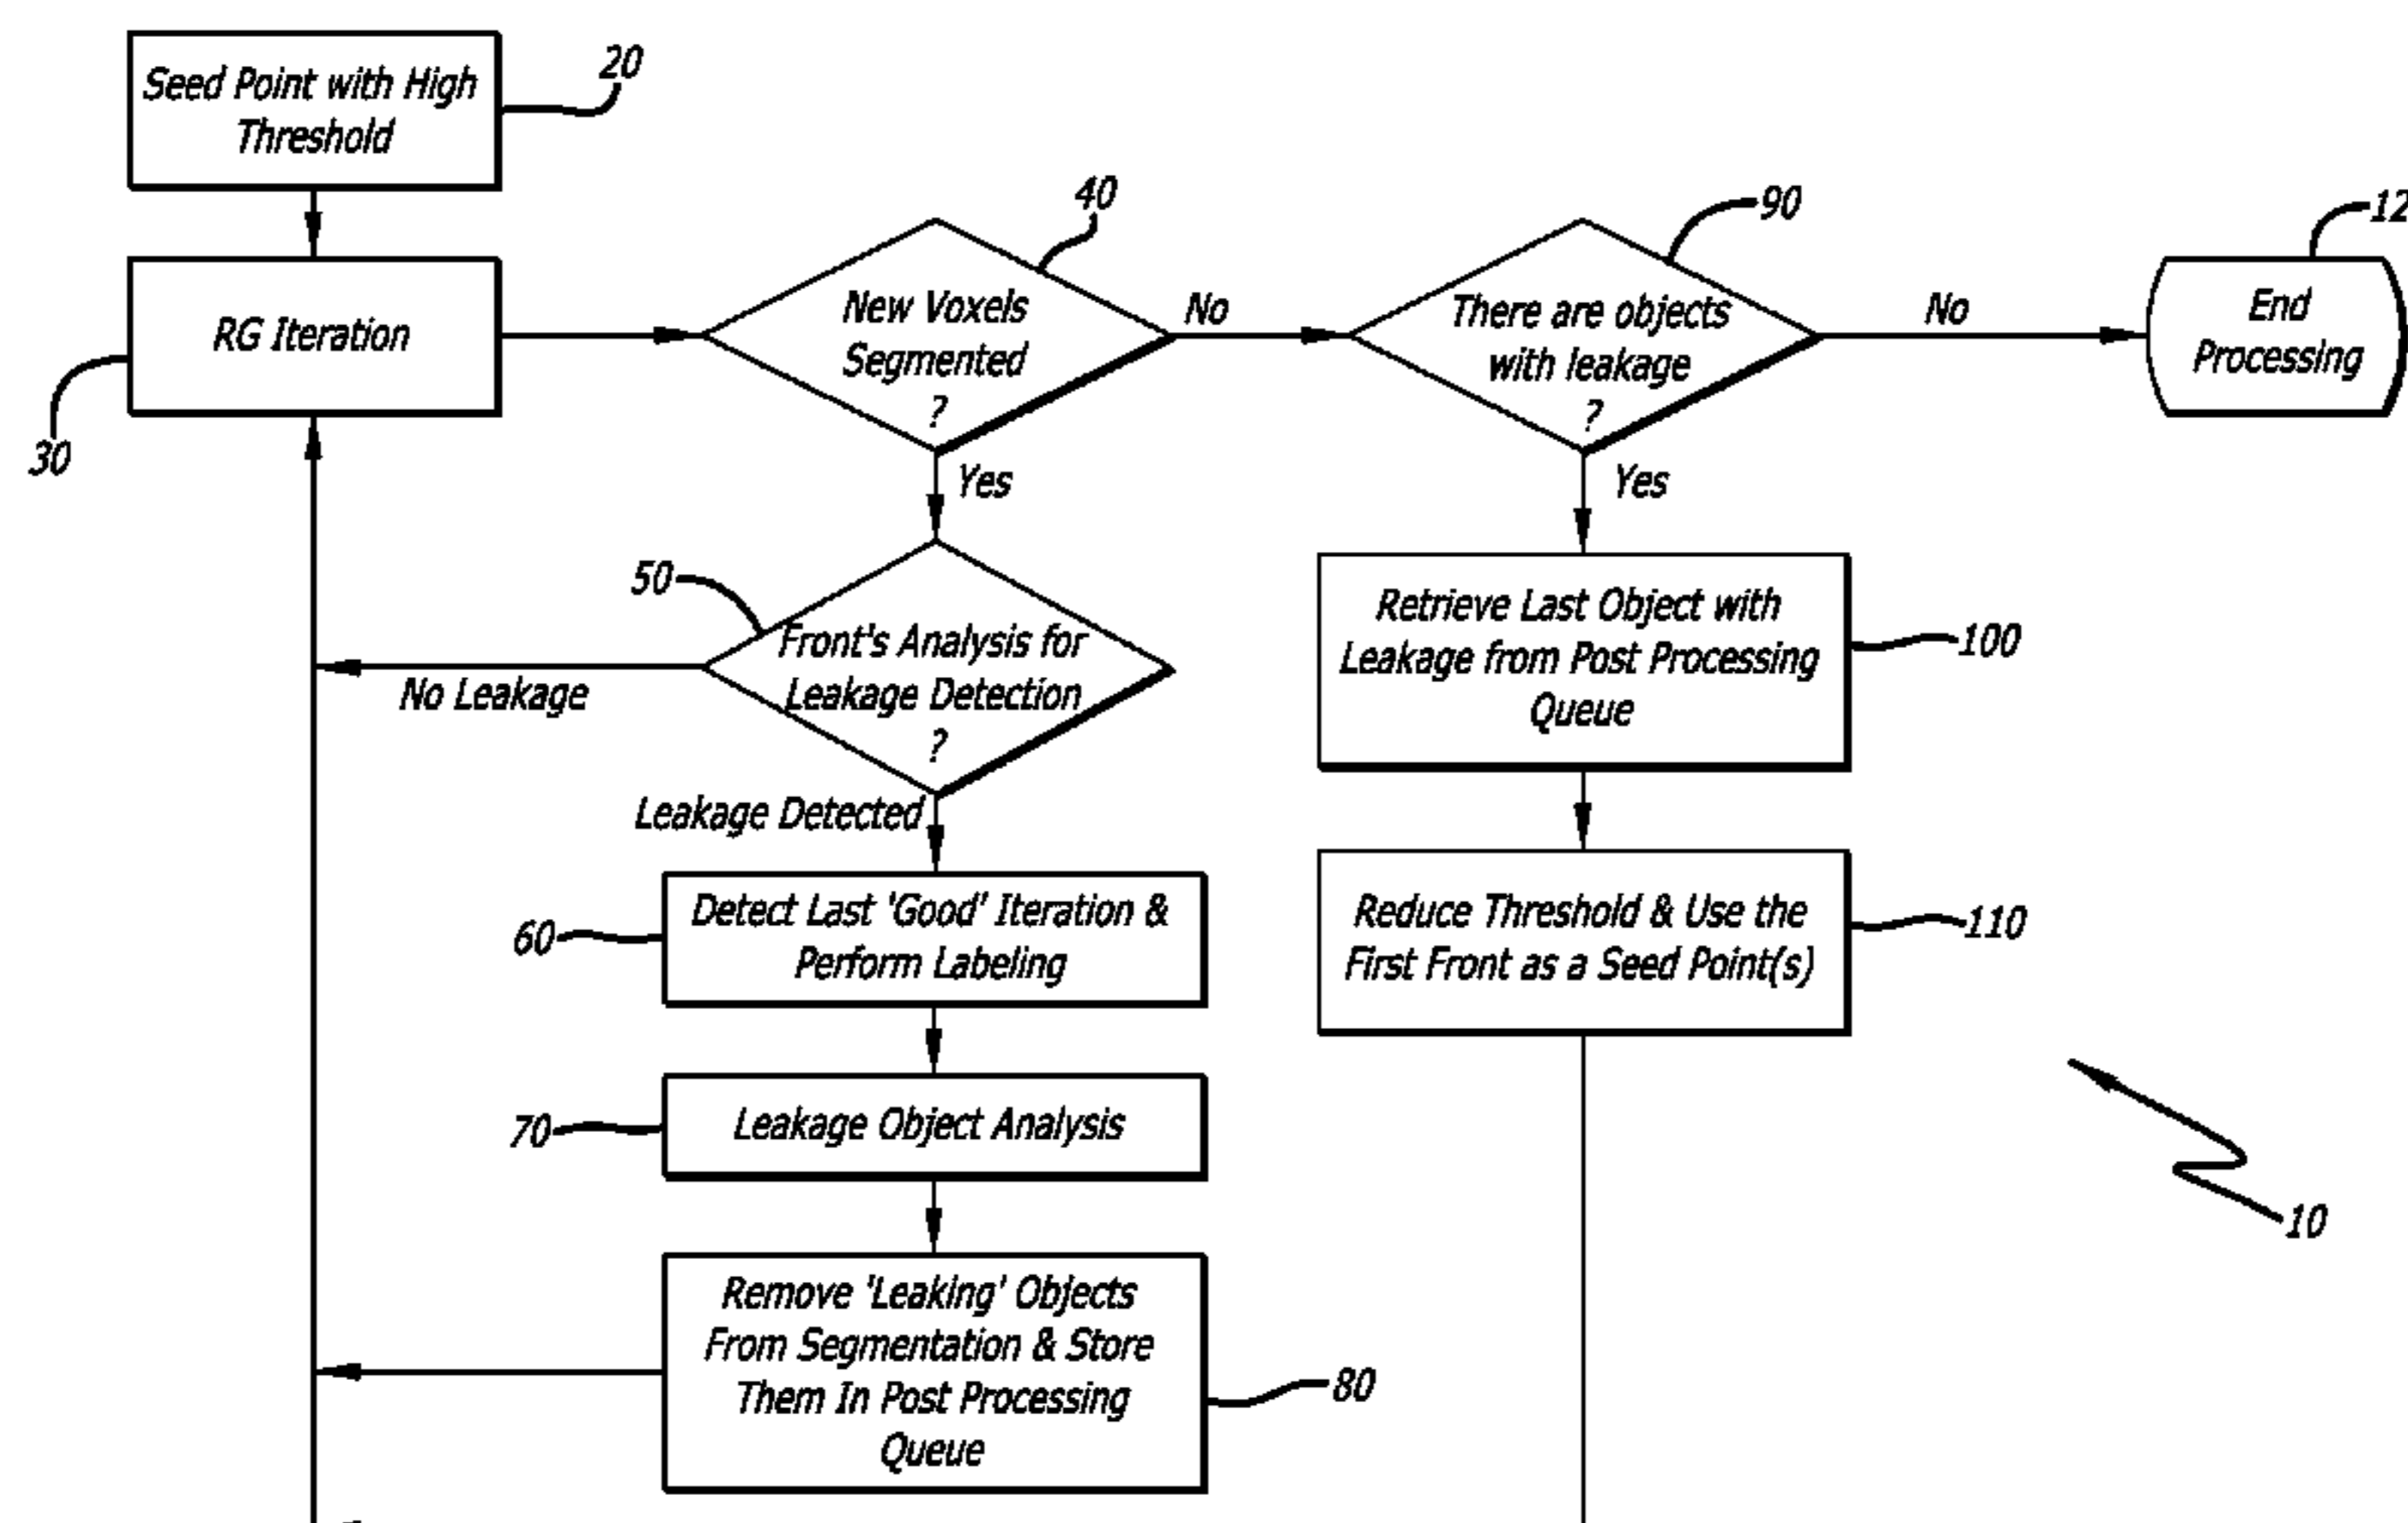 Seed Point with High
Threshold
20
RG Iteration
30
New Voxels
Segmented
?
40
No
Yes
There are objects
with leakage
?
90
No
Yes
End
Processing
12
Front's Analysis for
Leakage Detection
?
50
No Leakage
Leakage Detected
Retrieve Last Object with
Leakage from Post Processing
Queue
100
Detect Last 'Good' Iteration &
Perform Labeling
60
Reduce Threshold & Use the
First Front as a Seed Point(s)
110
Leakage Object Analysis
70
Remove 'Leaking' Objects
From Segmentation & Store
Them In Post Processing
Queue
80
10